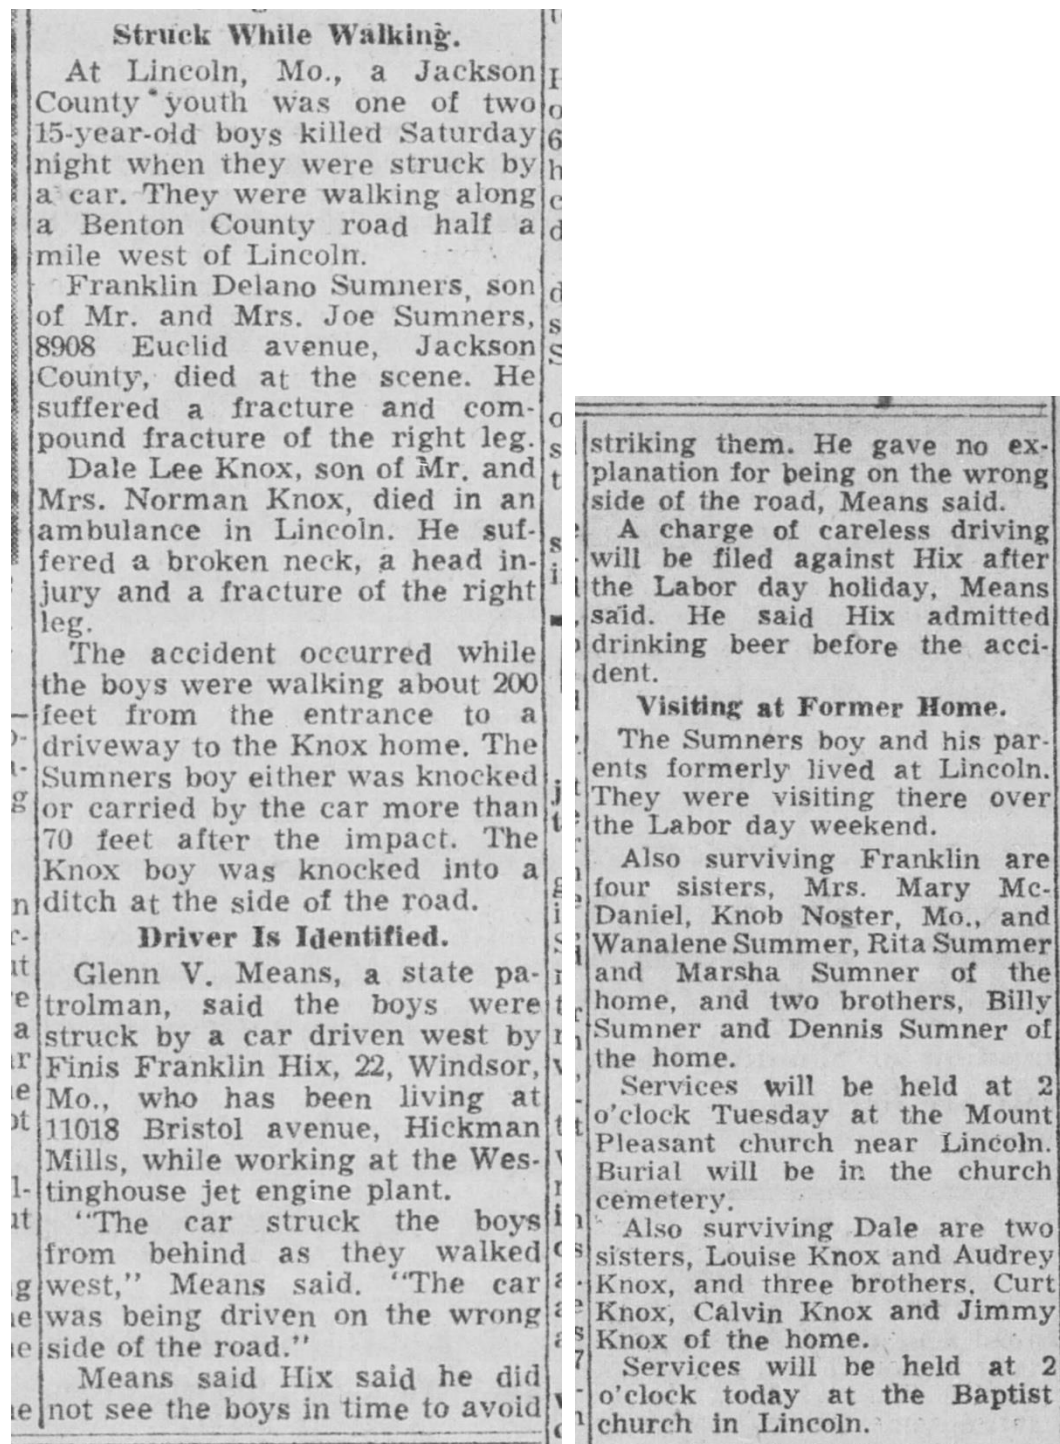 Struck While Walking.
At Lincoln, Mo., a Jackson
County youth was one of two
15-year-old boys killed Saturday
night when they were struck by
a car. They were walking along
a Benton County road half a
mile west of Lincoln.
Franklin Delano Sumners, son
of Mr. and Mrs. Joe Sumners,
8908 Euclid avenue, Jackson
County, died at the scene. He
suffered a fracture and com-
pound fracture of the right leg.
Dale Lee Knox, son of Mr. and
Mrs. Norman Knox, died in an
ambulance in Lincoln. He suf-
fered a broken neck, a head in-
jury and a fracture of the right
leg.
The accident occurred while
the boys were walking about 200
feet from the entrance to a
driveway to the Knox home. The
Sumners boy either was knocked
or carried by the car more than
70 feet after the impact. The
Knox boy was knocked into a
ditch at the side of the road.
Driver Is Identified.
Glenn V. Means, a state pa-
trolman, said the boys were
struck by a car driven west by
Finis Franklin Hix, 22, Windsor,
Mo., who has been living at
11018 Bristol avenue, Hickman
Mills, while working at the Wes-
tinghouse jet engine plant.
"The car struck the boys
from behind as they walked
west," Means said. "The car
was being driven on the wrong
side of the road."
Means said Hix said he did
not see the boys in time to avoid
striking them. He gave no ex-
planation for being on the wrong
side of the road, Means said.
A charge of careless driving
will be filed against Hix after
the Labor day holiday, Means
said. He said Hix admitted
drinking beer before the acci-
dent.
Visiting at Former Home.
The Sumners boy and his par-
ents formerly lived at Lincoln.
They were visiting there over
the Labor day weekend.
Also surviving Franklin are
four sisters, Mrs. Mary Mc-
Daniel, Knob Noster, Mo., and
Wanalene Summer, Rita Summer
and Marsha Sumner of the
home, and two brothers, Billy
Sumner and Dennis Sumner of
the home.
Services will be held at 2
o'clock Tuesday at the Mount
Pleasant church near Lincoln.
Burial will be in the church
cemetery.
Also surviving Dale are two
sisters, Louise Knox and Audrey
Knox, and three brothers, Curt
Knox, Calvin Knox and Jimmy
Knox of the home.
Services will be held at 2
o'clock today at the Baptist
church in Lincoln.